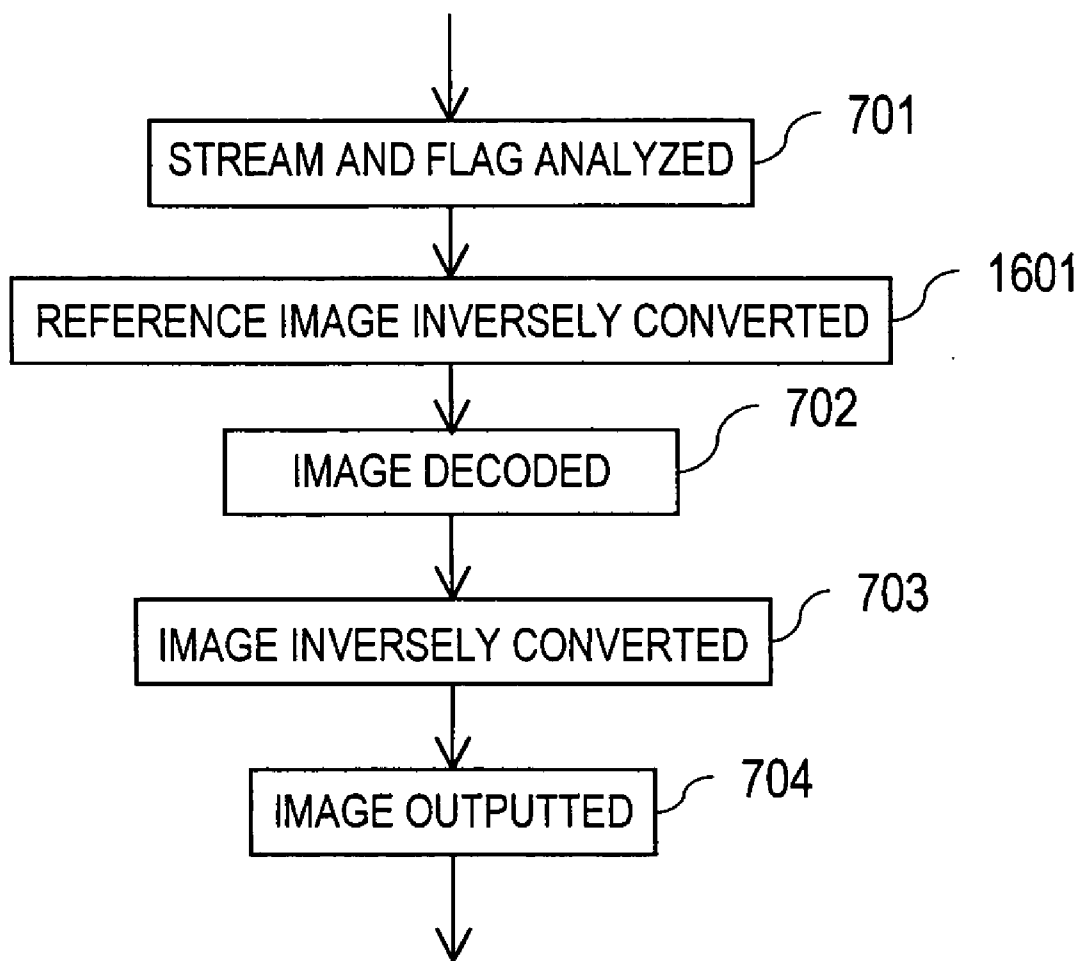 701
STREAM AND FLAG ANALYZED
1601
REFERENCE IMAGE INVERSELY CONVERTED
702
IMAGE DECODED
703
IMAGE INVERSELY CONVERTED
704
IMAGE OUTPUTTED